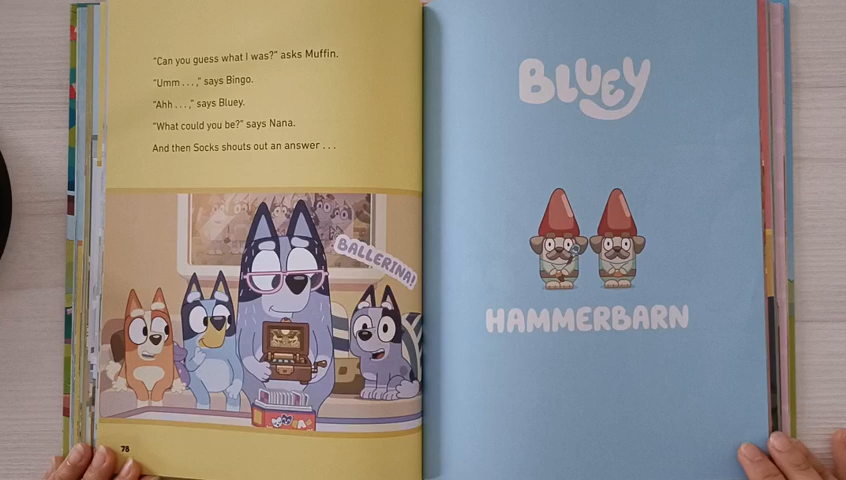 "Can you guess what I was?" asks Muffin.
"Umm . . . ," says Bingo.
"Ahh . . . ," says Bluey.
"What could you be?" says Nana.
And then Socks shouts out an answer . . .
BALLERINA!
78
BLUEY
HAMMERBARN